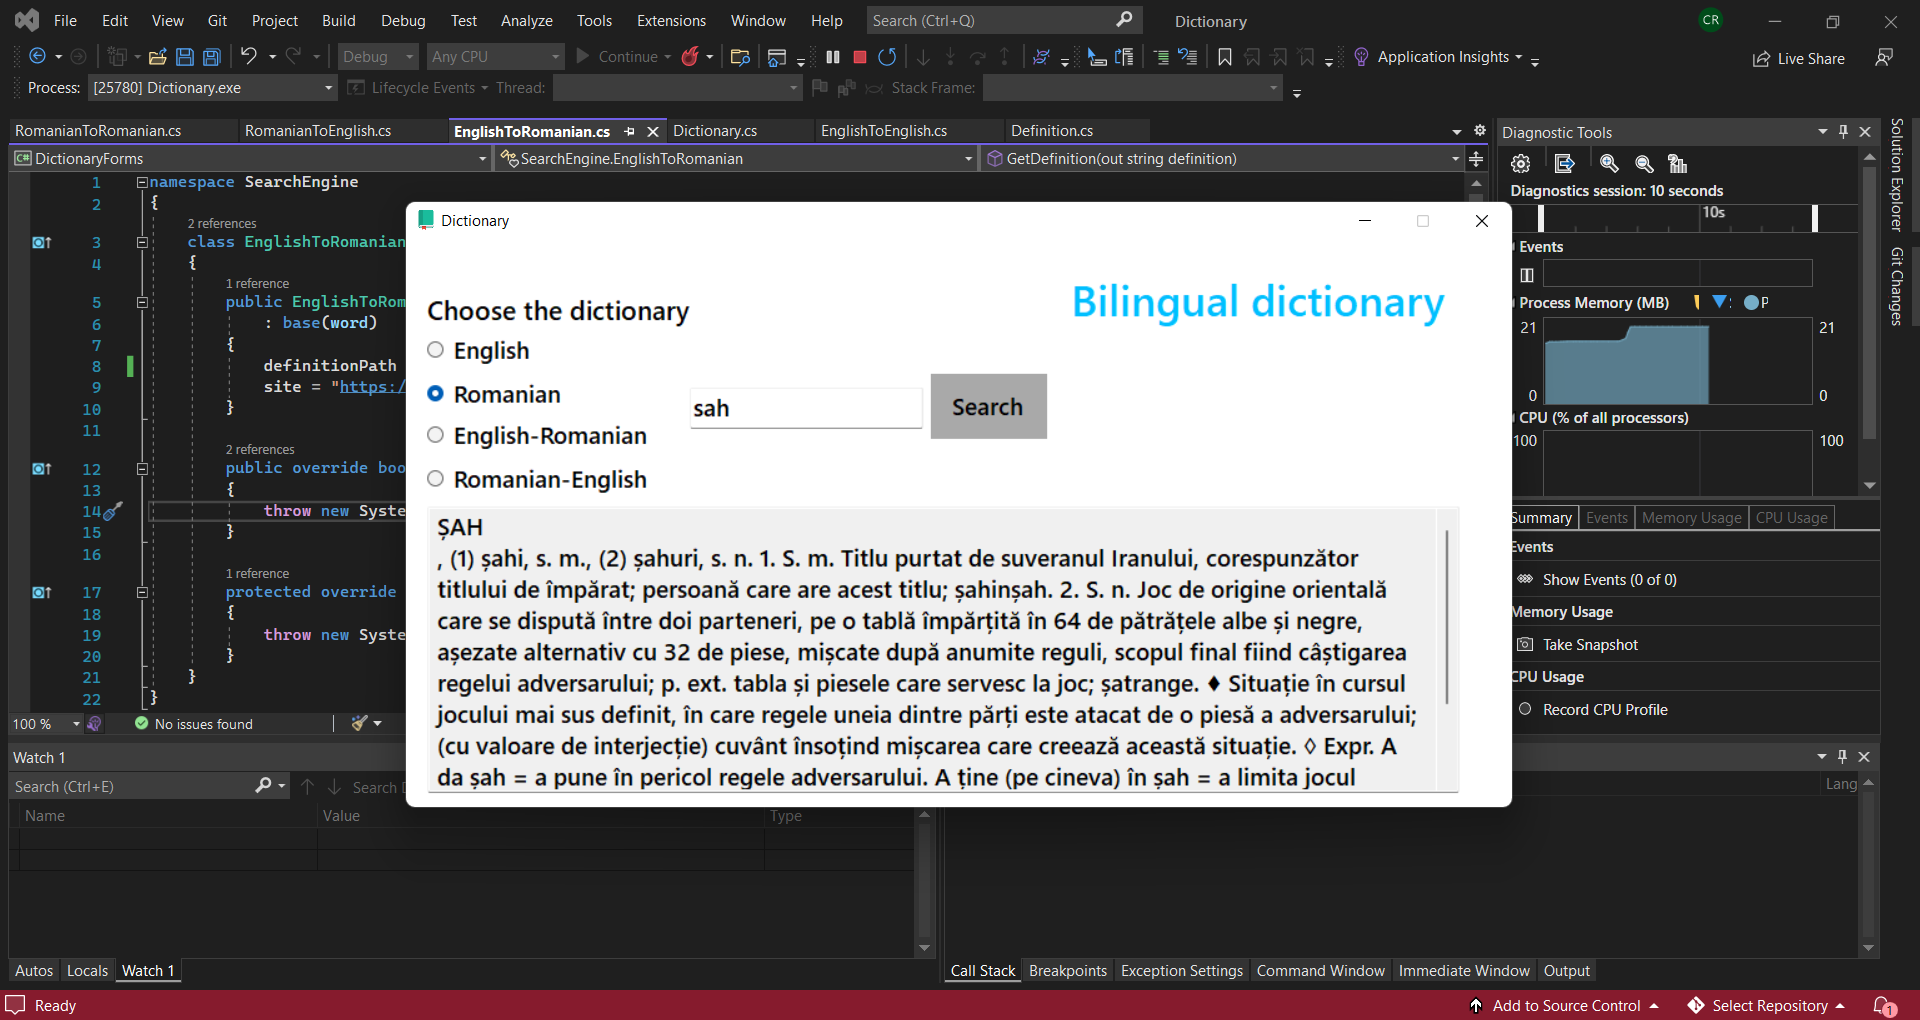 File Edit View Git Project Build Debug Test Analyze Tools Extensions Window Help Search (Ctrl+Q) Dictionary CR
Debug Any CPU Continue Application Insights Live Share
Process: [25780] Dictionary.exe Lifecycle Events Thread: Stack Frame:
RomanianToRomanian.cs RomanianToEnglish.cs EnglishToRomanian.cs Dictionary.cs EnglishToEnglish.cs Definition.cs
DictionaryForms SearchEngine.EnglishToRomanian GetDefinition(out string definition)
1 namespace SearchEngine
2 {
2 references
3 class EnglishToRomanian
4 {
1 reference
5 public EnglishToRom
6 : base(word)
7 {
8 definitionPath
9 site = "https:/
10 }
11
2 references
12 public override boo
13 {
14 throw new Syste
15 }
16
1 reference
17 protected override
18 {
19 throw new Syste
20 }
21 }
22 }
100 % No issues found
Dictionary
Bilingual dictionary
Choose the dictionary
English
Romanian
English-Romanian
Romanian-English
sah
Search
ȘAH
, (1) șahi, s. m., (2) șahuri, s. n. 1. S. m. Titlu purtat de suveranul Iranului, corespunzător
titlului de împărat; persoană care are acest titlu; șahinșah. 2. S. n. Joc de origine orientală
care se dispută între doi parteneri, pe o tablă împărțită în 64 de pătrățele albe și negre,
așezate alternativ cu 32 de piese, mișcate după anumite reguli, scopul final fiind câștigarea
regelui adversarului; p. ext. tabla și piesele care servesc la joc; șatrange. ♦ Situație în cursul
jocului mai sus definit, în care regele uneia dintre părți este atacat de o piesă a adversarului;
(cu valoare de interjecție) cuvânt însoțind mișcarea care creează această situație. ◊ Expr. A
da șah = a pune în pericol regele adversarului. A ține (pe cineva) în șah = a limita jocul
Diagnostic Tools
Diagnostics session: 10 seconds
10s
Events
Process Memory (MB) P
21 21
0 0
CPU (% of all processors)
100 100
Summary Events Memory Usage CPU Usage
Events
Show Events (0 of 0)
Memory Usage
Take Snapshot
CPU Usage
Record CPU Profile
Solution Explorer
Git Changes
Watch 1
Search (Ctrl+E) Search D
Name Value Type
Lang
Autos Locals Watch 1
Call Stack Breakpoints Exception Settings Command Window Immediate Window Output
Ready Add to Source Control Select Repository 1